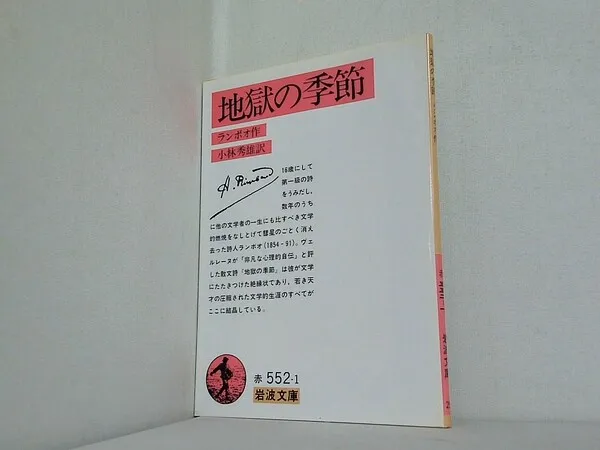 地獄の季節
ランボオ作
小林秀雄訳
A. Rimbaud
16歳にして
第一級の詩
をうみだし、
数年のうち
に他の文学者の一生にも比すべき文学
的燃焼をなしとげて彗星のごとく消え
去った詩人ランボオ(1854-91)。ヴェ
ルレーヌが「非凡な心理的自伝」と評
した散文詩『地獄の季節』は彼が文学
にたたきつけた絶縁状であり、若き天
才の圧縮された文学的生涯のすべてが
ここに結晶している。
赤 552-1
岩波文庫